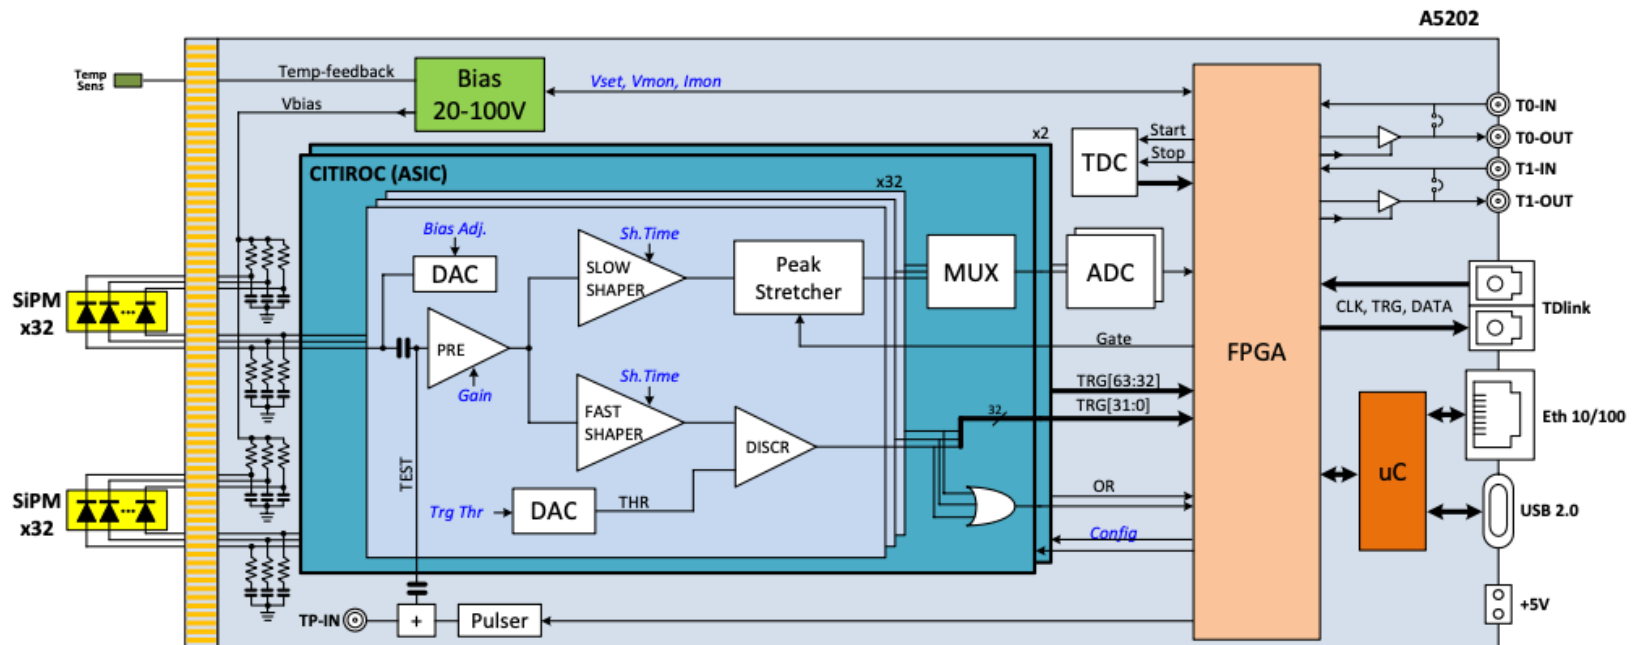 A5202
Temp
Sens
Temp-feedback
Vbias
Bias
20-100V
Vset, Vmon, Imon
x2
CITIROC (ASIC)
x32
Bias Adj.
DAC
Sh.Time
SLOW
SHAPER
Peak
Stretcher
MUX
ADC
TDC
Start
Stop
T0-IN
T0-OUT
T1-IN
T1-OUT
SiPM
x32
PRE
Gain
Gate
FPGA
CLK, TRG, DATA
TDlink
Sh.Time
FAST
SHAPER
DISCR
32
TRG[63:32]
TRG[31:0]
Eth 10/100
TEST
SiPM
x32
Trg Thr
DAC
THR
OR
Config
uC
USB 2.0
TP-IN
+
Pulser
+5V